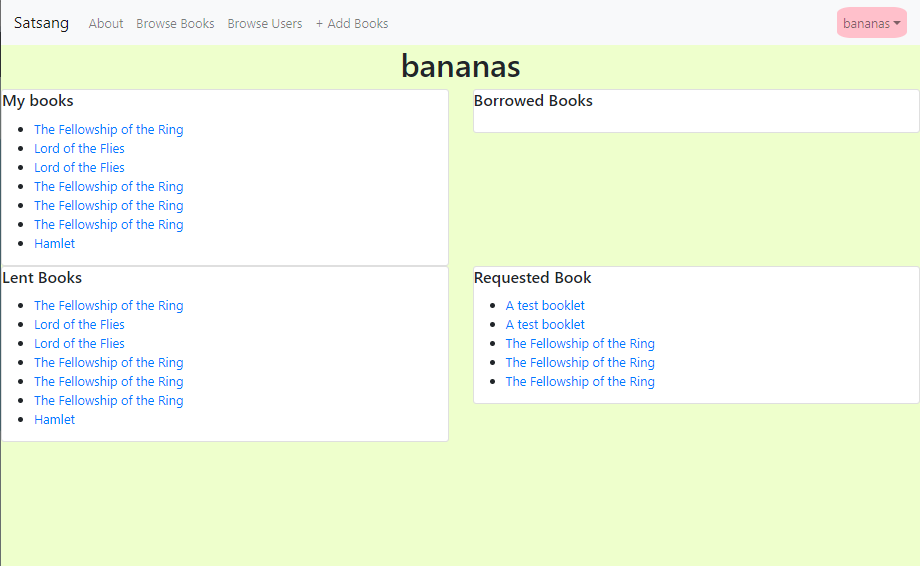 Satsang About Browse Books Browse Users + Add Books bananas
bananas
My books
The Fellowship of the Ring
Lord of the Flies
Lord of the Flies
The Fellowship of the Ring
The Fellowship of the Ring
The Fellowship of the Ring
Hamlet
Borrowed Books
Lent Books
The Fellowship of the Ring
Lord of the Flies
Lord of the Flies
The Fellowship of the Ring
The Fellowship of the Ring
The Fellowship of the Ring
Hamlet
Requested Book
A test booklet
A test booklet
The Fellowship of the Ring
The Fellowship of the Ring
The Fellowship of the Ring